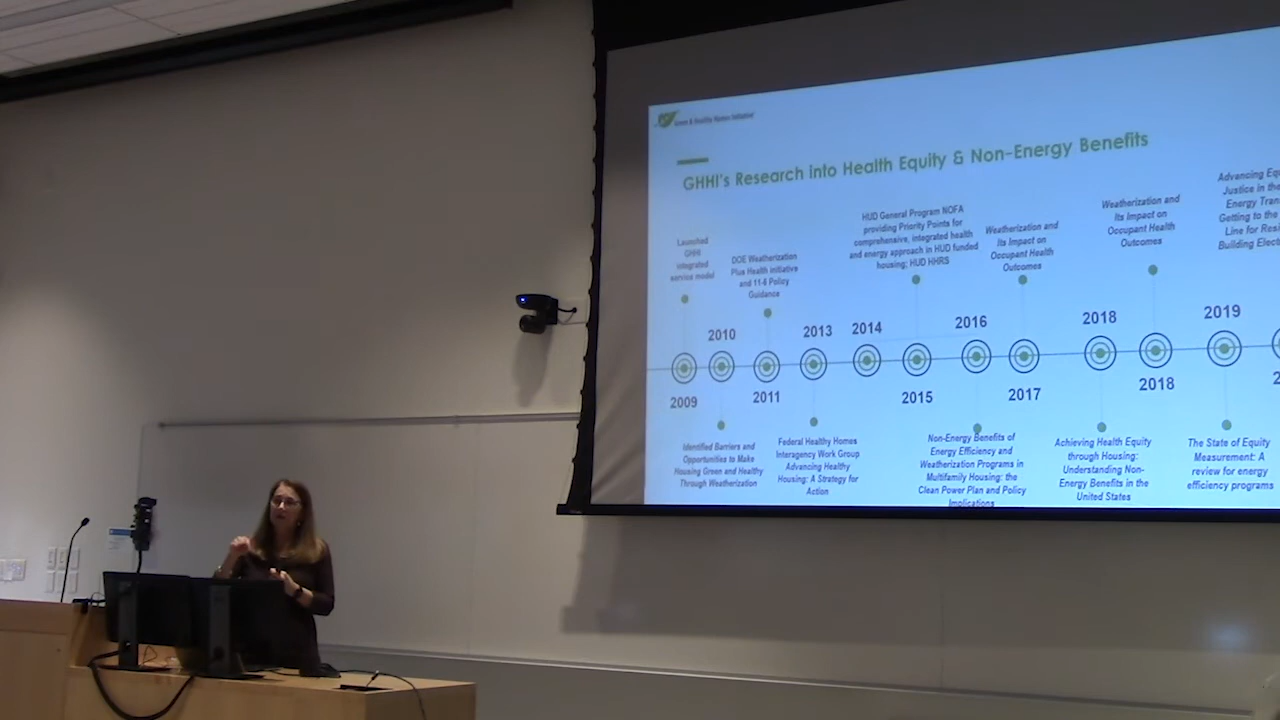 Green & Healthy Homes Initiative
GHHI's Research into Health Equity & Non-Energy Benefits
Launched
GHHI
integrated
service model
DOE Weatherization
Plus Health initiative
and 11-6 Policy
Guidance
HUD General Program NOFA
providing Priority Points for
comprehensive, integrated health
and energy approach in HUD funded
housing; HUD HHRS
Weatherization and
Its Impact on
Occupant Health
Outcomes
Weatherization and
Its Impact on
Occupant Health
Outcomes
Advancing
Justice in the
Energy
Getting to the
Line for
Building
2010
2013
2014
2016
2018
2019
2009
2011
2015
2017
2018
Identified Barriers and
Opportunities to Make
Housing Green and Healthy
Through Weatherization
Federal Healthy Homes
Interagency Work Group
Advancing Healthy
Housing: A Strategy for
Action
Non-Energy Benefits of
Energy Efficiency and
Weatherization Programs in
Multifamily Housing: the
Clean Power Plan and Policy
Implications
Achieving Health Equity
through Housing:
Understanding Non-
Energy Benefits in the
United States
The State of Equity
Measurement: A
review for energy
efficiency programs